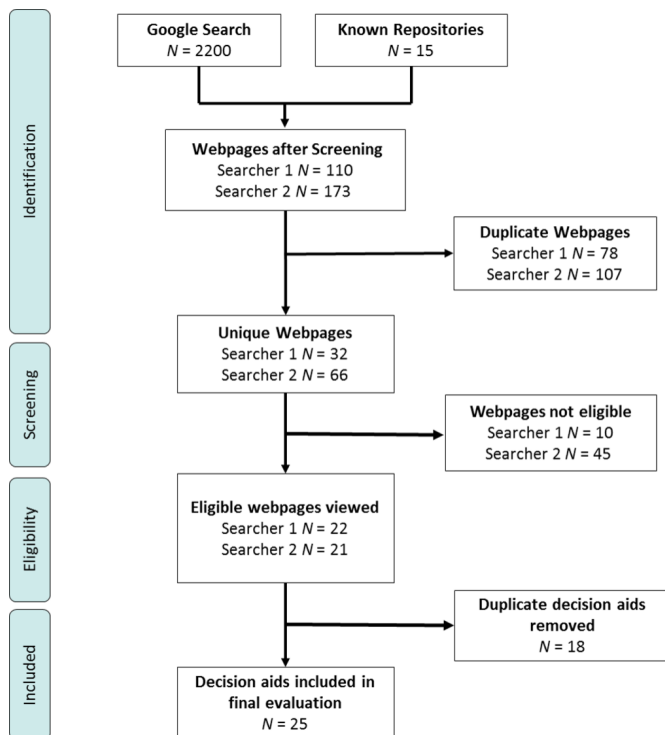 Google Search
N = 2200
Known Repositories
N = 15
Identification
Webpages after Screening
Searcher 1 N = 110
Searcher 2 N = 173
Duplicate Webpages
Searcher 1 N = 78
Searcher 2 N = 107
Unique Webpages
Searcher 1 N = 32
Searcher 2 N = 66
Screening
Webpages not eligible
Searcher 1 N = 10
Searcher 2 N = 45
Eligibility
Eligible webpages viewed
Searcher 1 N = 22
Searcher 2 N = 21
Duplicate decision aids
removed
N = 18
Included
Decision aids included in
final evaluation
N = 25